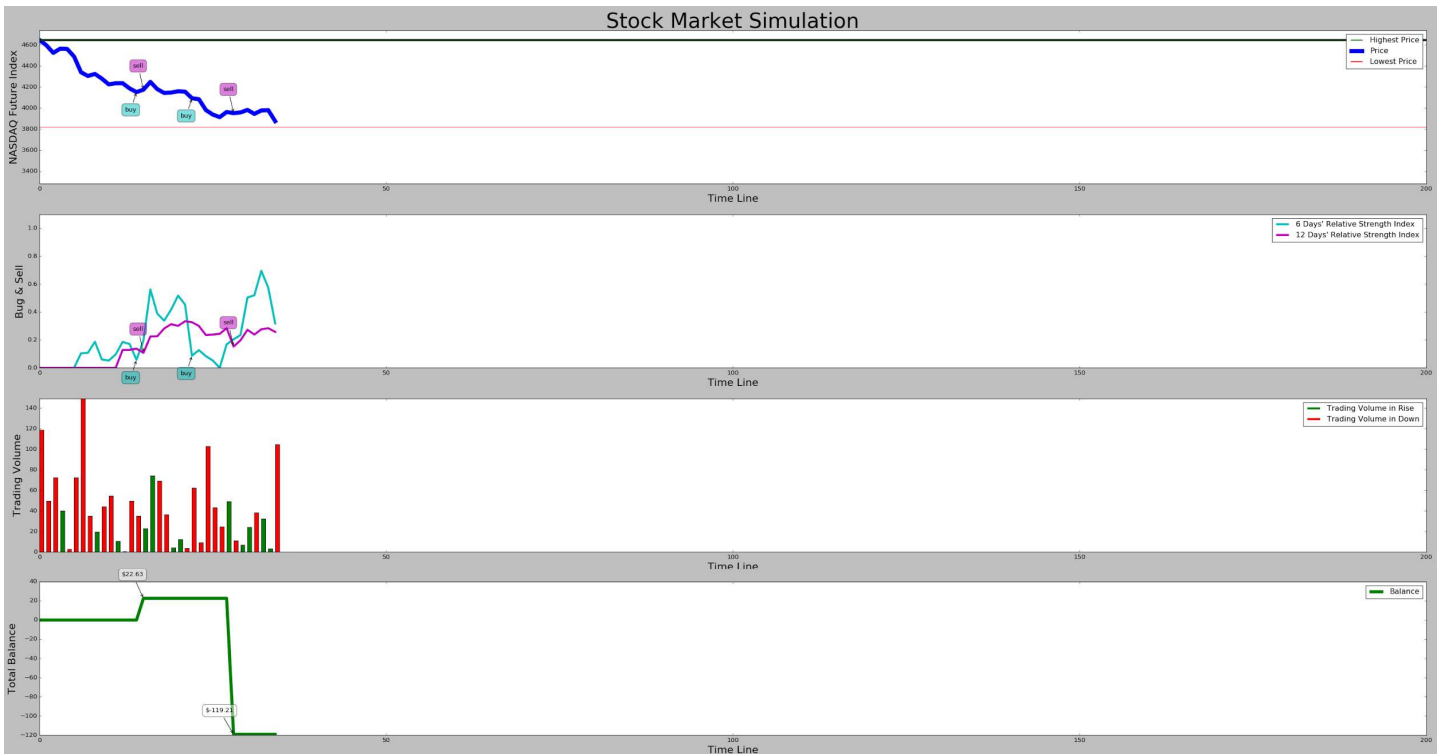 Stock Market Simulation
NASDAQ Future Index
4600
4400
4200
4000
3800
3600
3400
sell
buy
buy
sell
Highest Price
Price
Lowest Price
0
50
100
150
200
Time Line
Bug & Sell
1.0
0.8
0.6
0.4
0.2
0.0
sell
buy
buy
sell
6 Days' Relative Strength Index
12 Days' Relative Strength Index
0
50
100
150
200
Time Line
Trading Volume
140
120
100
80
60
40
20
0
Trading Volume in Rise
Trading Volume in Down
0
50
100
150
200
Time Line
Total Balance
40
20
0
−20
−40
−60
−80
−100
−120
$22.63
$-119.21
Balance
0
50
100
150
200
Time Line